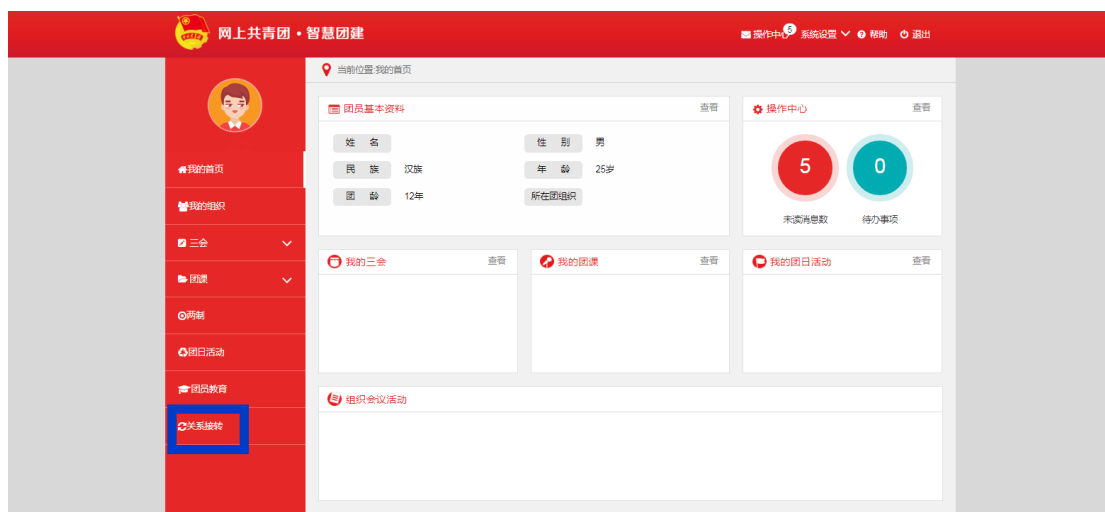 网上共青团·智慧团建
操作中心 5 系统设置 帮助 退出
当前位置:我的首页
团员基本资料 查看
姓 名 性 别 男
民 族 汉族 年 龄 25岁
团 龄 12年 所在团组织
操作中心 查看
5 0
未读消息数 待办事项
我的首页
我的组织
三会
团课
两制
团日活动
团员教育
关系接转
我的三会 查看
我的团课 查看
我的团日活动 查看
组织会议活动